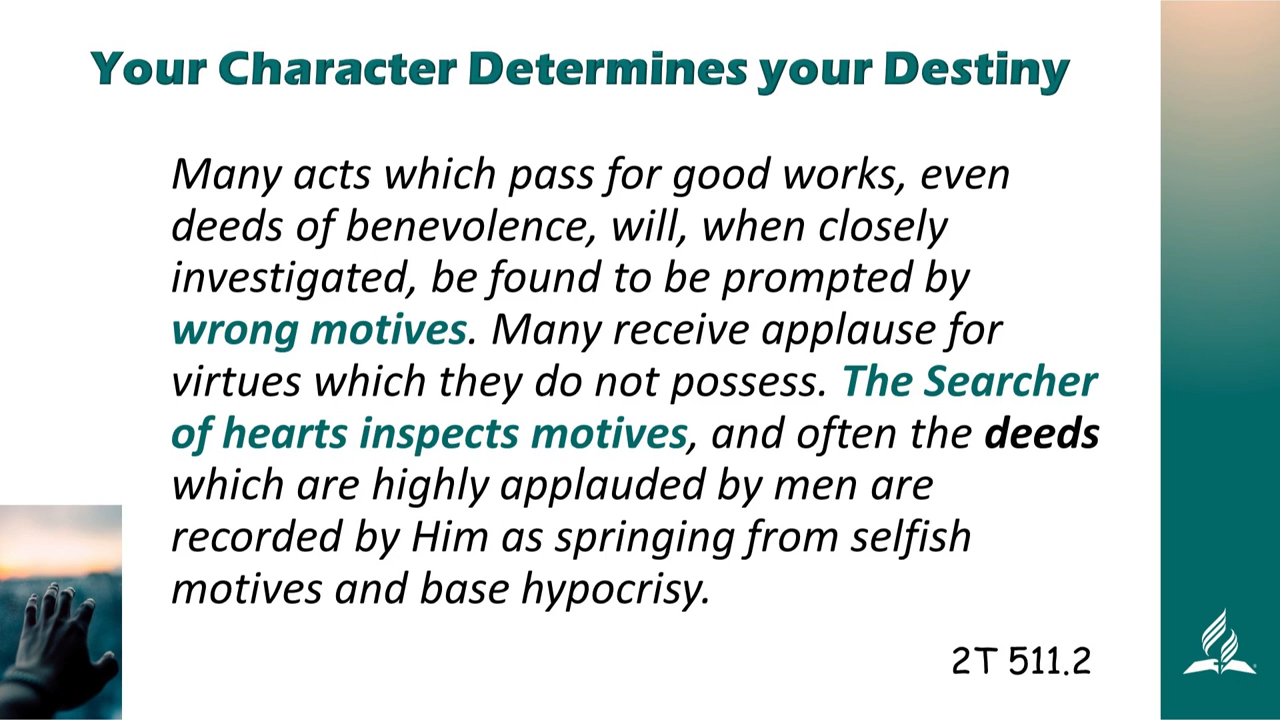 Your Character Determines your Destiny
Many acts which pass for good works, even
deeds of benevolence, will, when closely
investigated, be found to be prompted by
wrong motives. Many receive applause for
virtues which they do not possess. The Searcher
of hearts inspects motives, and often the deeds
which are highly applauded by men are
recorded by Him as springing from selfish
motives and base hypocrisy.
2T 511.2